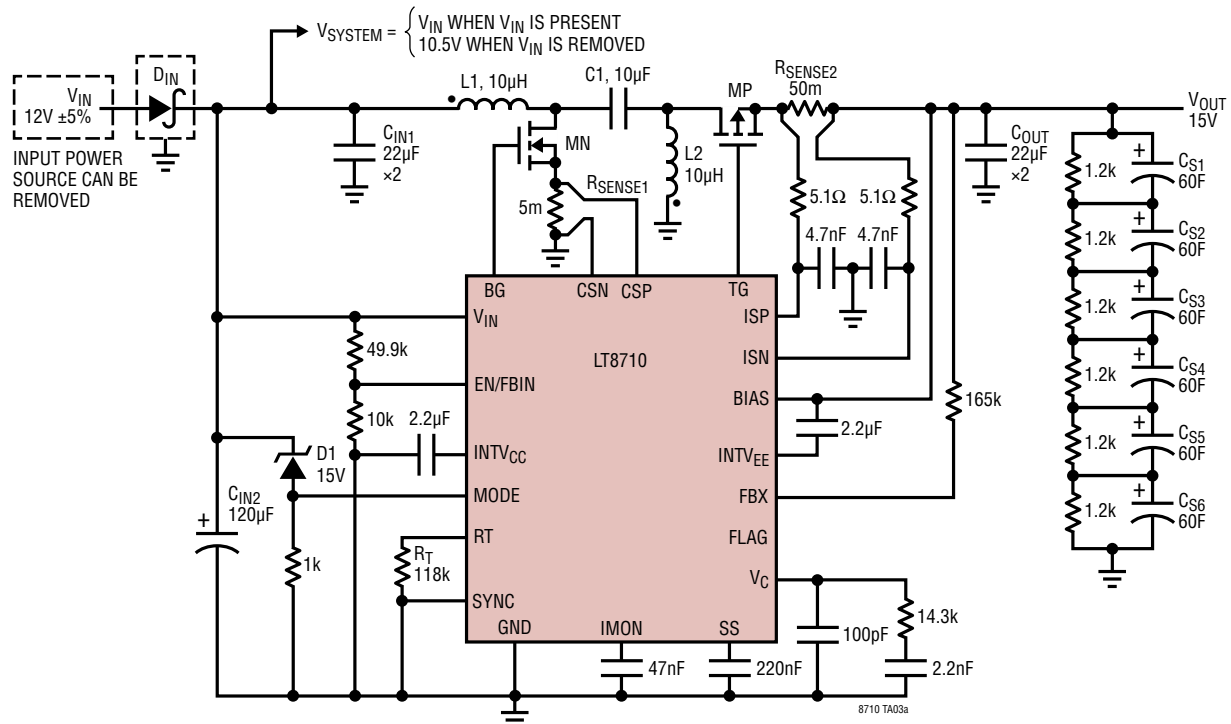 V_SYSTEM = { V_IN WHEN V_IN IS PRESENT
10.5V WHEN V_IN IS REMOVED
V_IN
12V ±5%
D_IN
INPUT POWER
SOURCE CAN BE
REMOVED
L1, 10µH
C1, 10µF
MP
R_SENSE2
50m
V_OUT
15V
C_IN1
22µF
×2
MN
R_SENSE1
5m
L2
10µH
5.1Ω
5.1Ω
4.7nF
4.7nF
C_OUT
22µF
×2
1.2k
+
C_S1
60F
1.2k
+
C_S2
60F
1.2k
+
C_S3
60F
1.2k
+
C_S4
60F
1.2k
+
C_S5
60F
1.2k
+
C_S6
60F
BG
CSN
CSP
TG
V_IN
ISP
LT8710
ISN
49.9k
EN/FBIN
BIAS
165k
10k
2.2µF
2.2µF
INTV_CC
INTV_EE
D1
15V
MODE
FBX
C_IN2
120µF
+
1k
RT
FLAG
R_T
118k
V_C
SYNC
14.3k
GND
IMON
SS
100pF
47nF
220nF
2.2nF
8710 TA03a